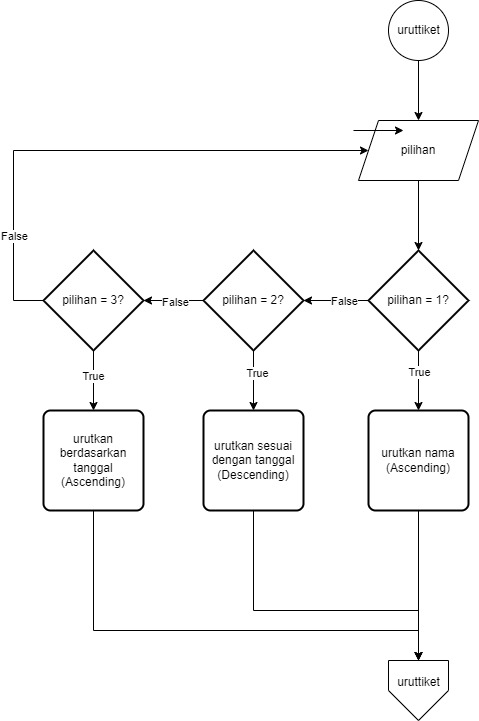 uruttiket
pilihan
False
pilihan = 3?
False
pilihan = 2?
False
pilihan = 1?
True
True
True
urutkan
berdasarkan
tanggal
(Ascending)
urutkan sesuai
dengan tanggal
(Descending)
urutkan nama
(Ascending)
uruttiket